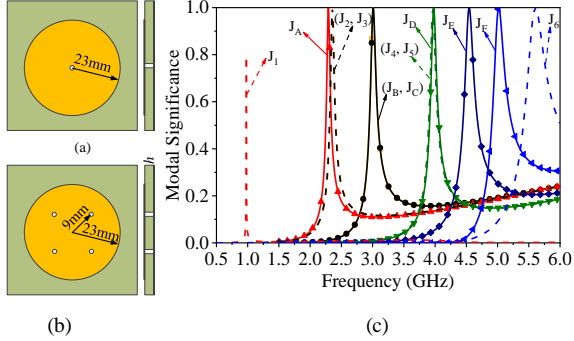 23mm
(a)
h
9mm
23mm
(b)
Modal Significance
1.0
0.8
0.6
0.4
0.2
0.0
J1
JA
(J2, J3)
(JB, JC)
JD
(J4, J5)
JE
JF
J6
0.5 1.0 1.5 2.0 2.5 3.0 3.5 4.0 4.5 5.0 5.5 6.0
Frequency (GHz)
(c)